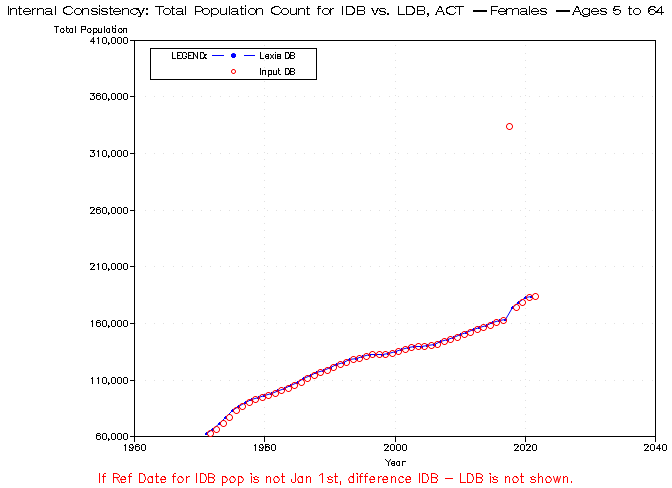 Internal Consistency: Total Population Count for IDB vs. LDB, ACT —Females —Ages 5 to 64
Total Population
410,000
LEGEND: Lexis DB
Input DB
360,000
310,000
260,000
210,000
160,000
110,000
60,000
1960 1980 2000 2020 2040
Year
If Ref Date for IDB pop is not Jan 1st, difference IDB – LDB is not shown.